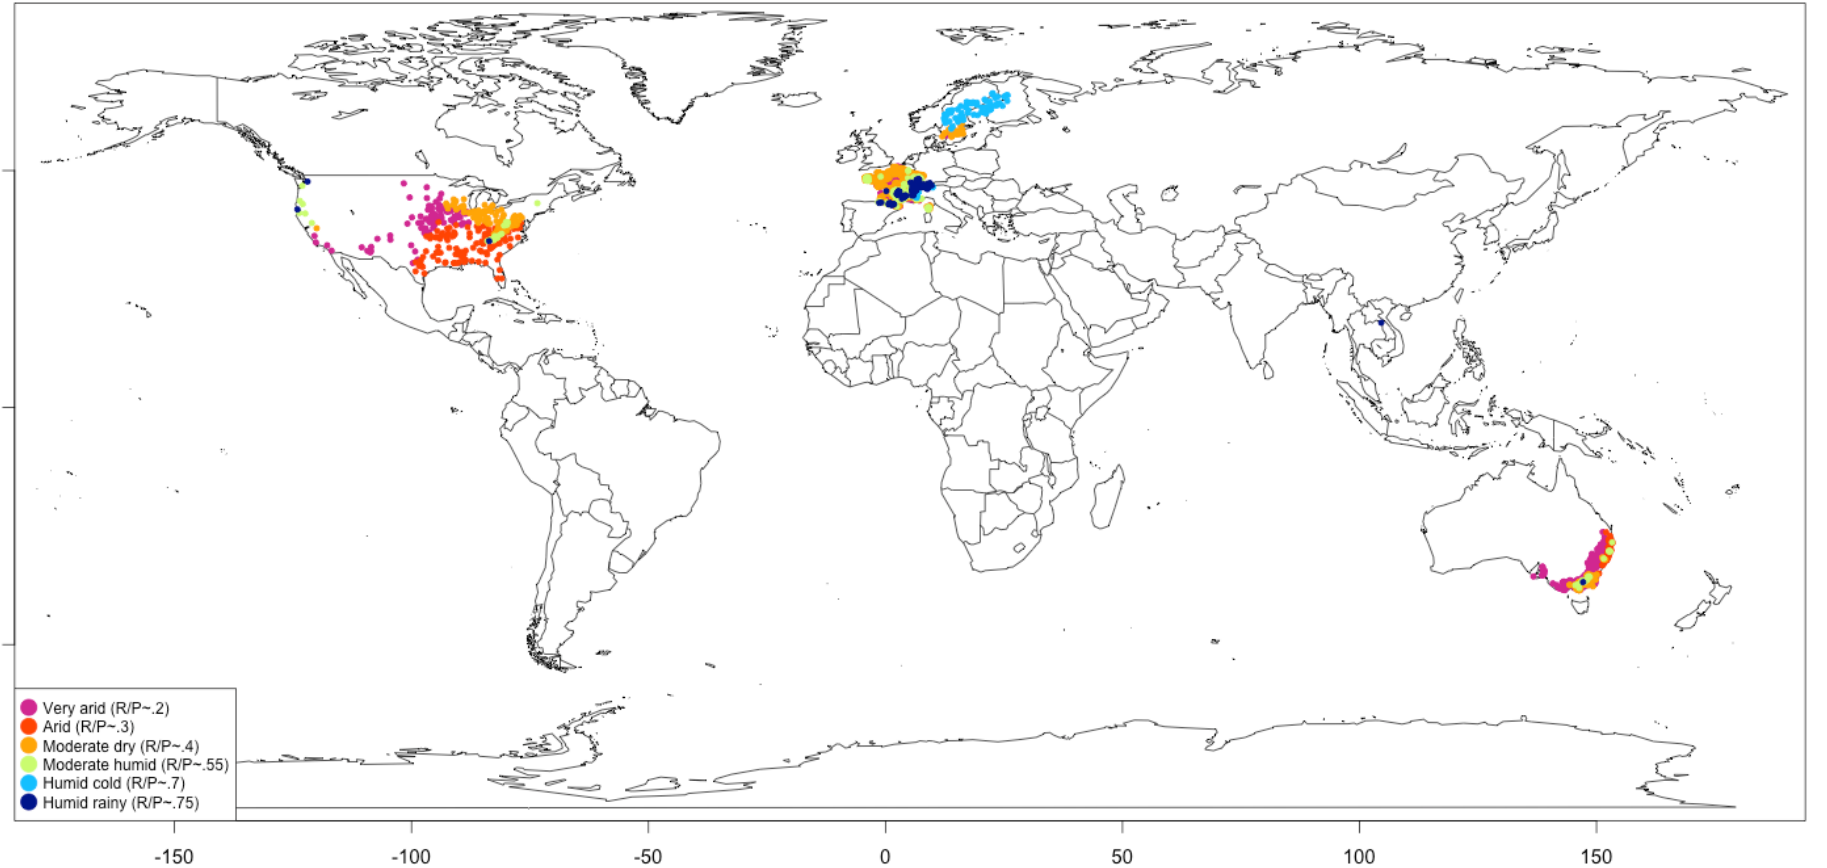 Very arid (R/P~.2)
Arid (R/P~.3)
Moderate dry (R/P~.4)
Moderate humid (R/P~.55)
Humid cold (R/P~.7)
Humid rainy (R/P~.75)
-150 -100 -50 0 50 100 150